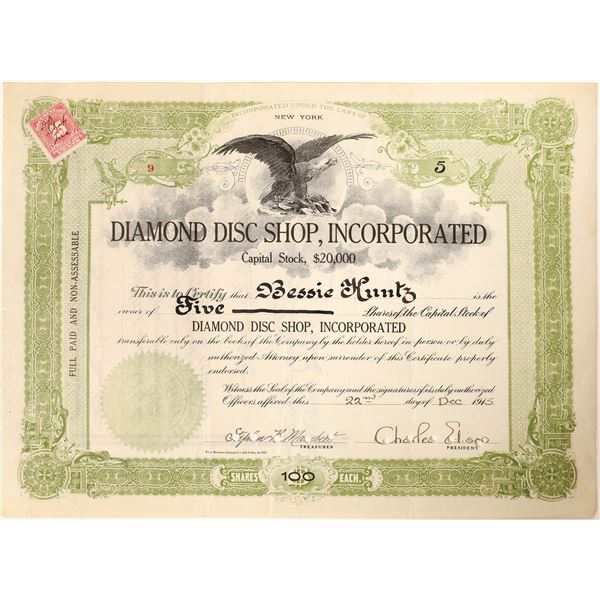 INCORPORATED UNDER THE LAWS OF
NEW YORK
9
5
DIAMOND DISC SHOP, INCORPORATED
Capital Stock, $20,000
This is to Certify that Bessie Huntz is the
owner of Five Shares of the Capital Stock of
DIAMOND DISC SHOP, INCORPORATED
transferable only on the books of the Company by the holder hereof in person or by duly
authorized Attorney upon surrender of this Certificate properly
endorsed.
Witness the Seal of the Company and the signatures of its duly authorized
Officers affixed this 22nd day of Dec 1915
Charles Edison
TREASURER
PRESIDENT
SHARES 100 EACH.
FULL PAID AND NON-ASSESSABLE